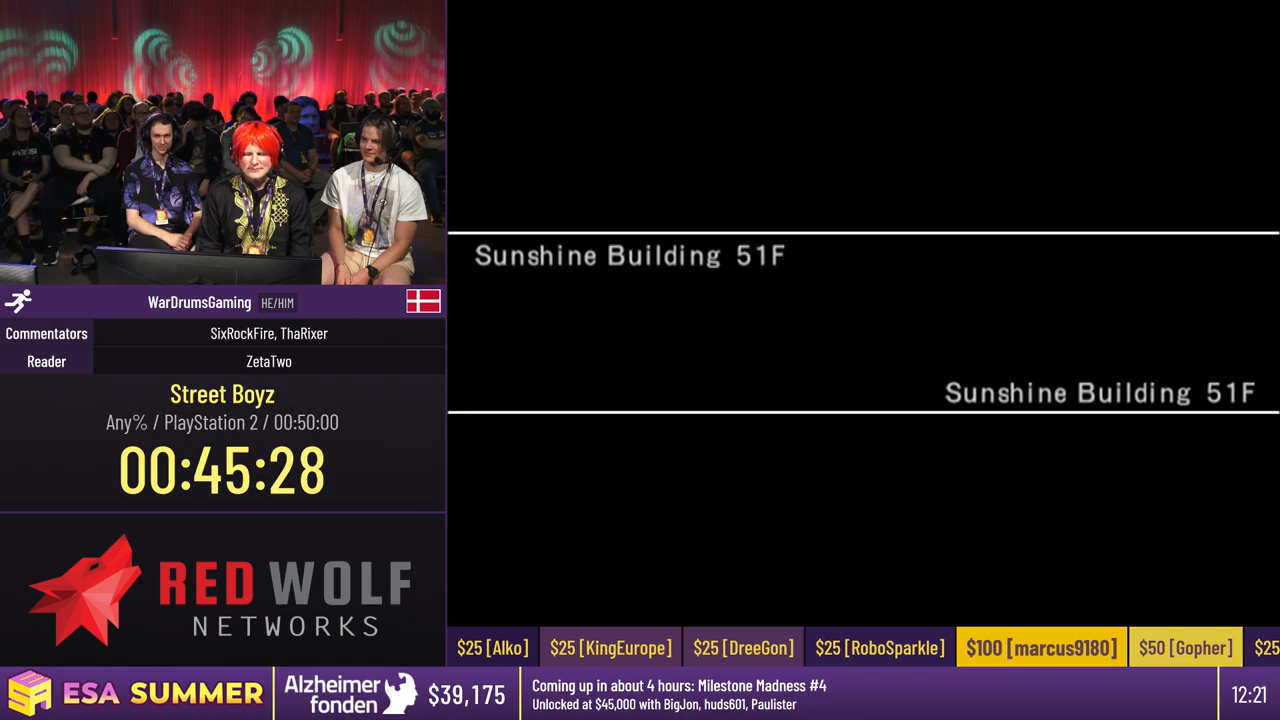 Sunshine Building 51F
Sunshine Building 51F
WarDrumsGaming HE/HIM
Commentators SixRockFire, ThaRixer
Reader ZetaTwo
Street Boyz
Any% / PlayStation 2 / 00:50:00
00:45:28
RED WOLF
NETWORKS
$25 [Alko] $25 [KingEurope] $25 [DreeGon] $25 [RoboSparkle] $100 [marcus9180] $50 [Gopher] $25
ESA SUMMER
Alzheimer
fonden
$39,175
Coming up in about 4 hours: Milestone Madness #4
Unlocked at $45,000 with BigJon, huds601, Paulister
12:21